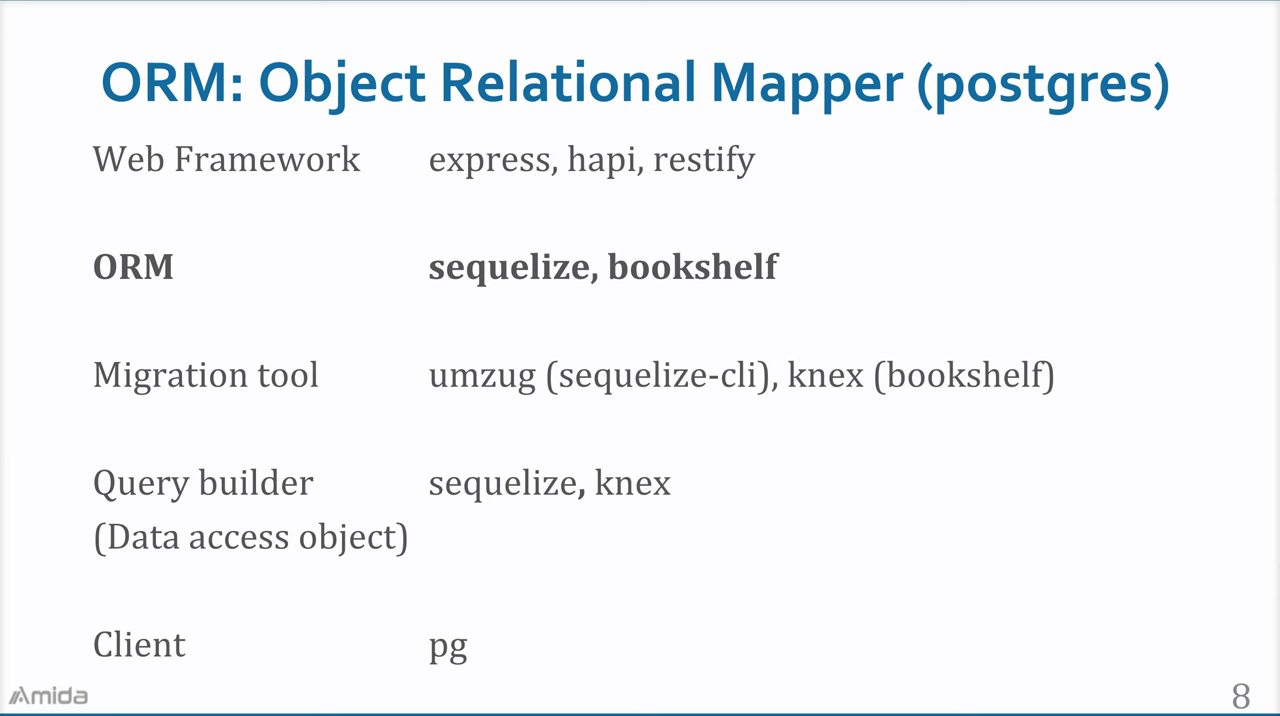 ORM: Object Relational Mapper (postgres)
Web Framework express, hapi, restify
ORM sequelize, bookshelf
Migration tool umzug (sequelize-cli), knex (bookshelf)
Query builder sequelize, knex
(Data access object)
Client pg
Amida 8